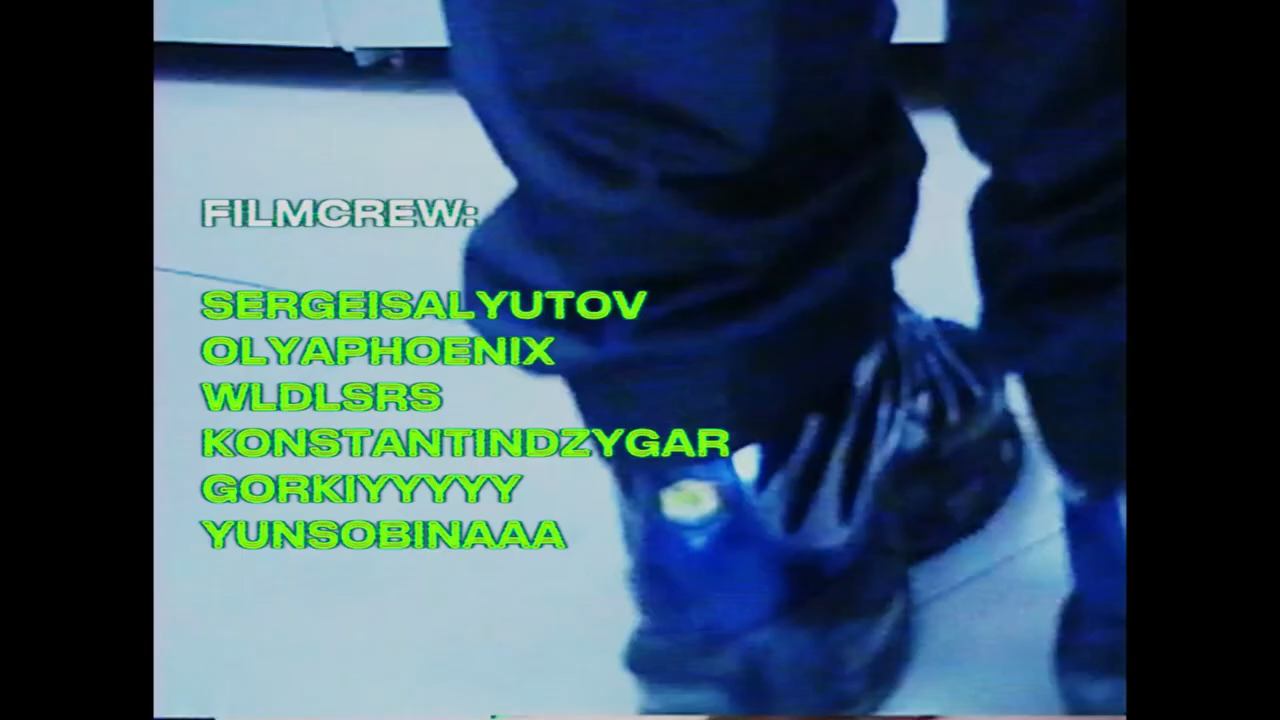 FILMCREW:
SERGEISALYUTOV
OLYAPHOENIX
WLDLSRS
KONSTANTINDZYGAR
GORKIYYYYY
YUNSOBINAAA